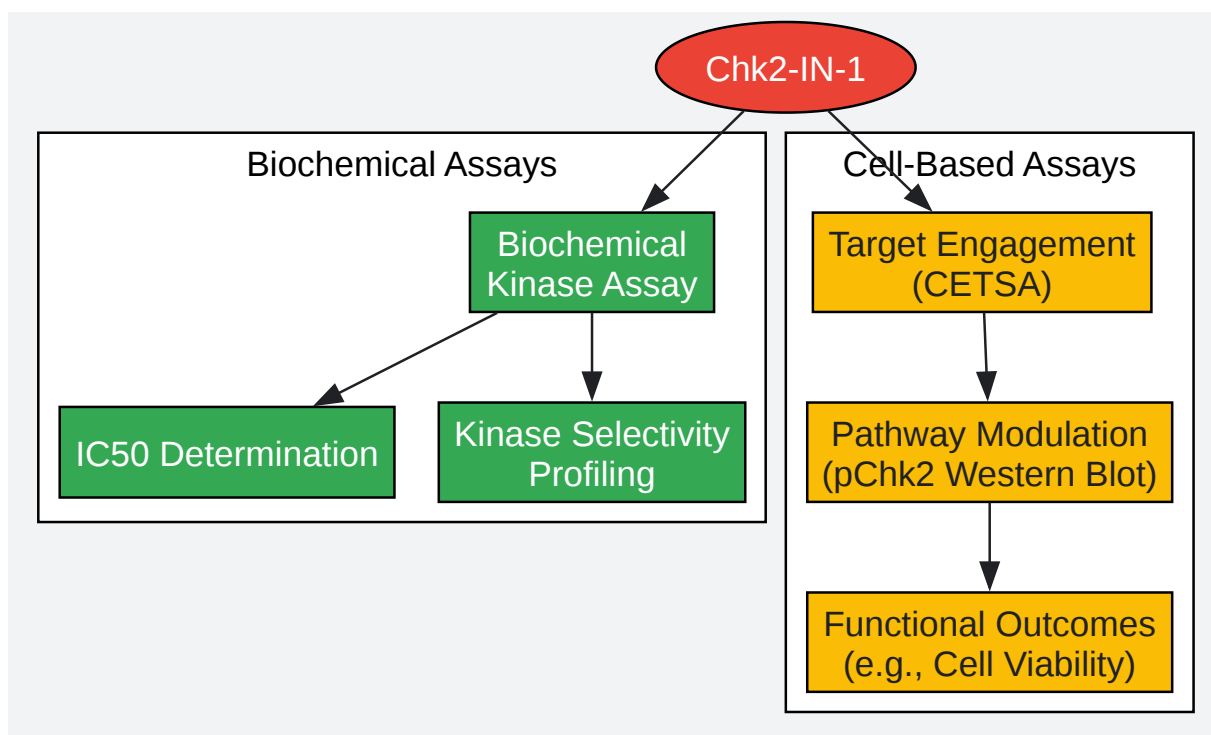 Chk2-IN-1
Biochemical Assays
Biochemical
Kinase Assay
IC50 Determination
Kinase Selectivity
Profiling
Cell-Based Assays
Target Engagement
(CETSA)
Pathway Modulation
(pChk2 Western Blot)
Functional Outcomes
(e.g., Cell Viability)